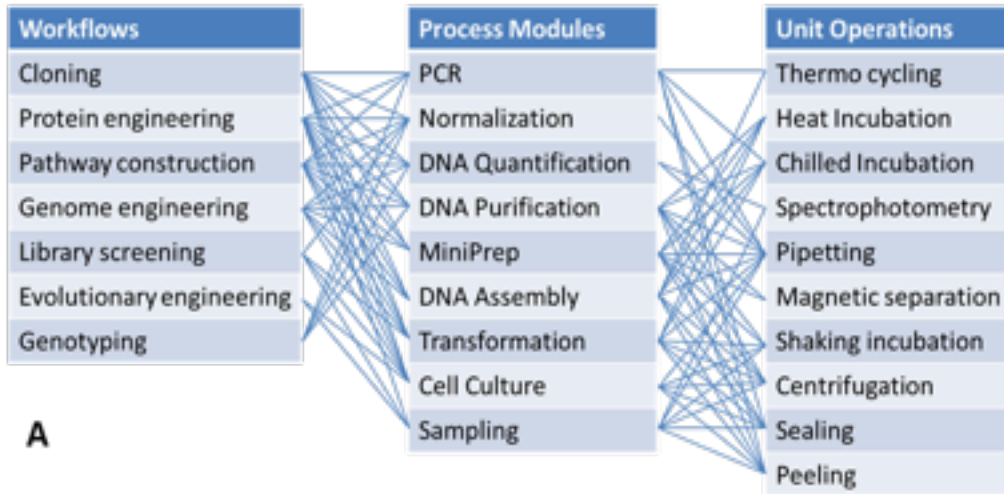 Workflows
Cloning
Protein engineering
Pathway construction
Genome engineering
Library screening
Evolutionary engineering
Genotyping
Process Modules
PCR
Normalization
DNA Quantification
DNA Purification
MiniPrep
DNA Assembly
Transformation
Cell Culture
Sampling
Unit Operations
Thermo cycling
Heat Incubation
Chilled Incubation
Spectrophotometry
Pipetting
Magnetic separation
Shaking incubation
Centrifugation
Sealing
Peeling
A